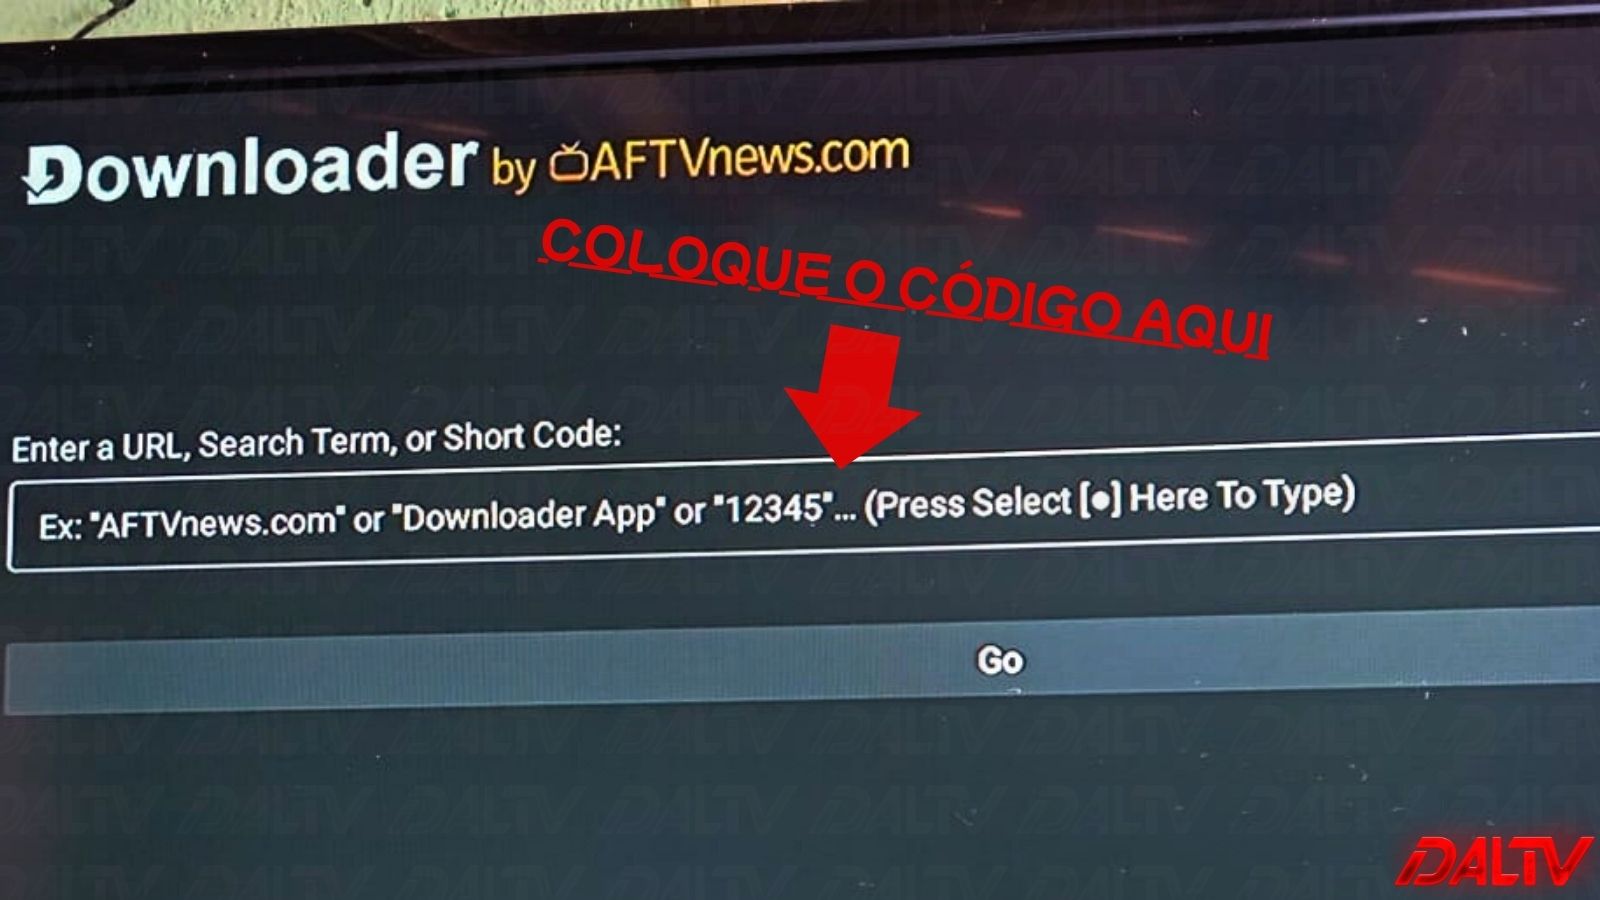 Downloader by AFTVnews.com
COLOQUE O CÓDIGO AQUI
Enter a URL, Search Term, or Short Code:
Ex: "AFTVnews.com" or "Downloader App" or "12345"... (Press Select [●] Here To Type)
Go
DALTV